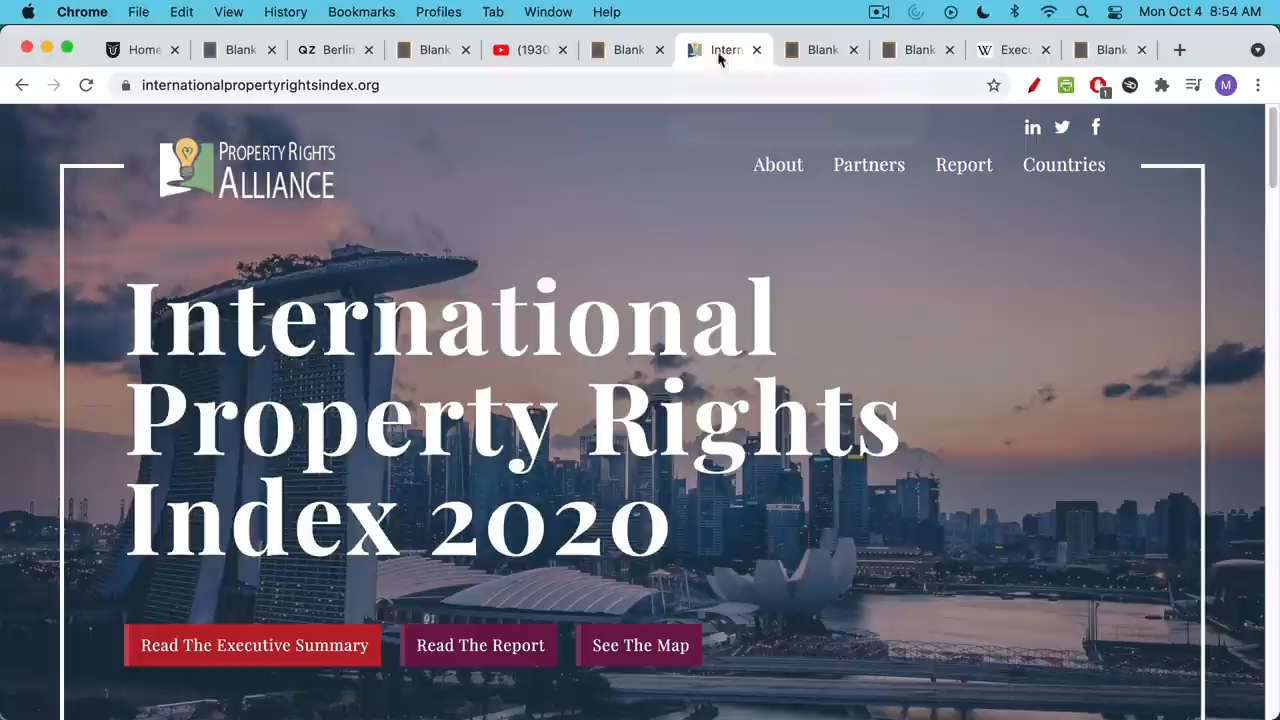 Chrome File Edit View History Bookmarks Profiles Tab Window Help Mon Oct 4 8:54 AM
Home Blank QZ Berlin Blank (1930 Blank Intern Blank Blank W Execu Blank
internationalpropertyrightsindex.org
1 M
in f
PROPERTY RIGHTS
ALLIANCE
About Partners Report Countries
International
Property Rights
Index 2020
Read The Executive Summary Read The Report See The Map